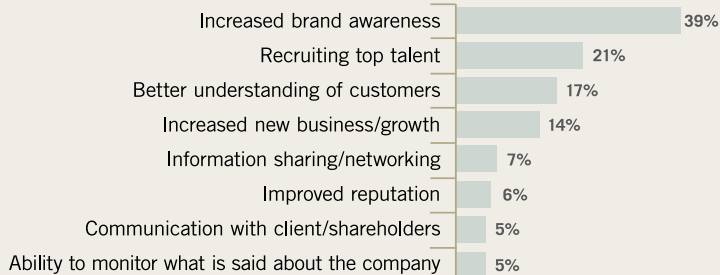 Increased brand awareness 39%
Recruiting top talent 21%
Better understanding of customers 17%
Increased new business/growth 14%
Information sharing/networking 7%
Improved reputation 6%
Communication with client/shareholders 5%
Ability to monitor what is said about the company 5%